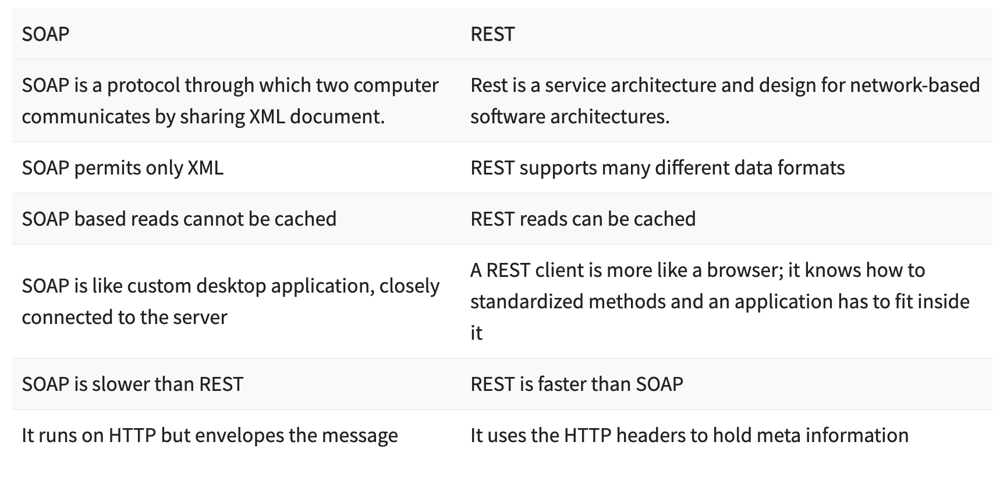 SOAP
REST
SOAP is a protocol through which two computer
communicates by sharing XML document.
Rest is a service architecture and design for network-based
software architectures.
SOAP permits only XML
REST supports many different data formats
SOAP based reads cannot be cached
REST reads can be cached
SOAP is like custom desktop application, closely
connected to the server
A REST client is more like a browser; it knows how to
standardized methods and an application has to fit inside
it
SOAP is slower than REST
REST is faster than SOAP
It runs on HTTP but envelopes the message
It uses the HTTP headers to hold meta information